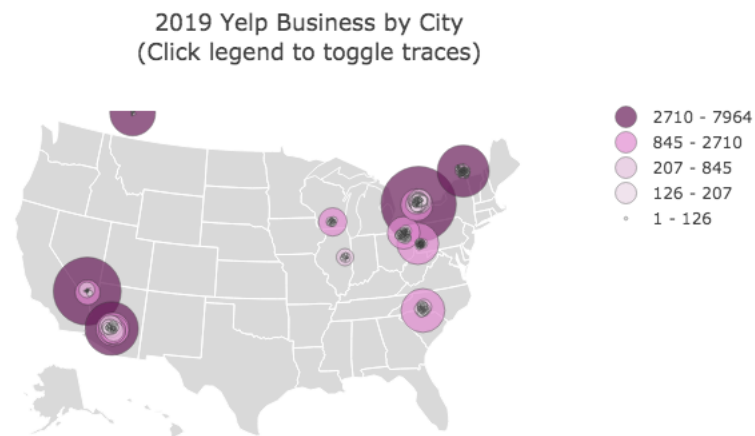 2019 Yelp Business by City
(Click legend to toggle traces)
2710 - 7964
845 - 2710
207 - 845
126 - 207
1 - 126